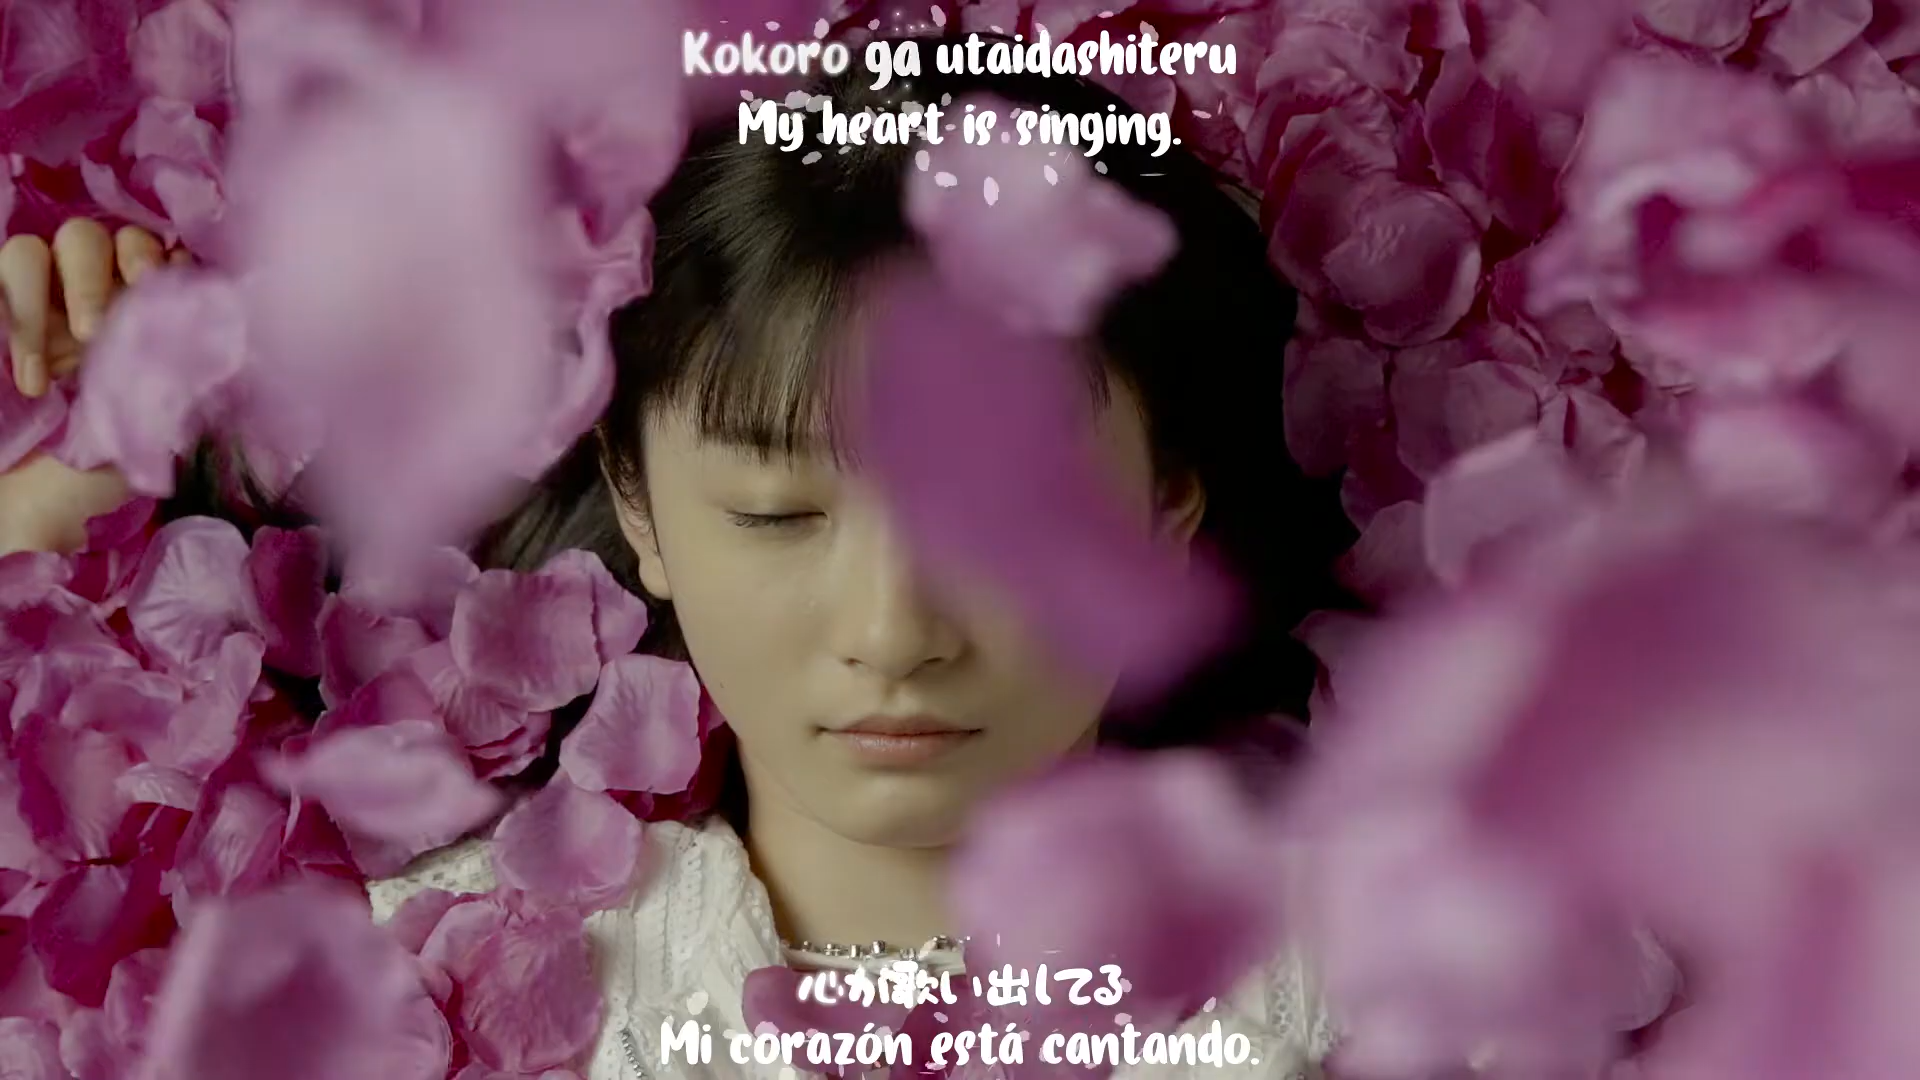 Kokoro ga utaidashiteru
My heart is singing.
心が歌い出してる
Mi corazón está cantando.